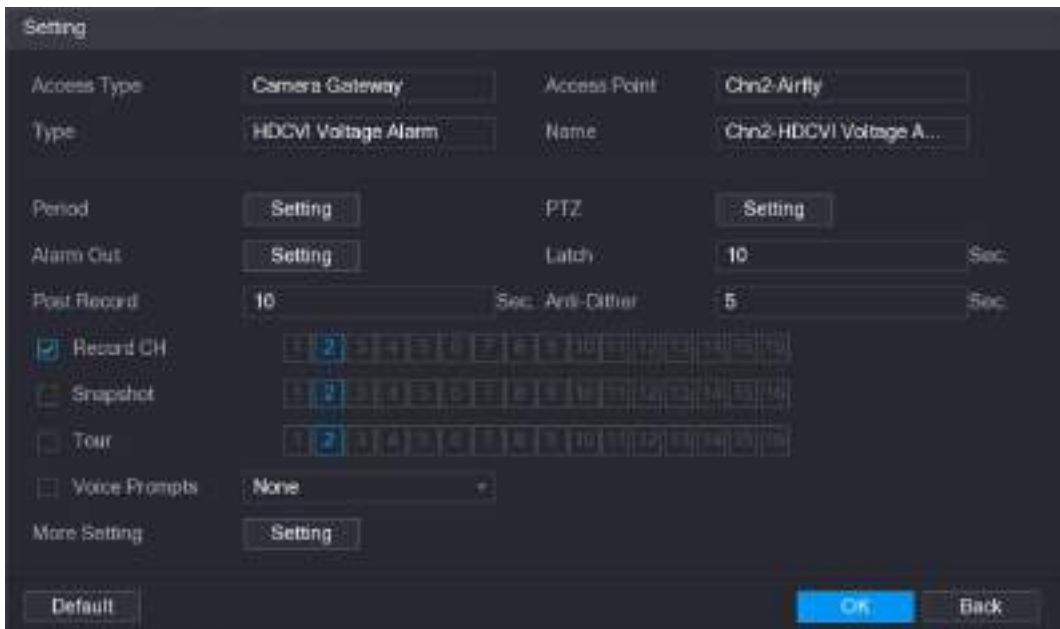 Setting
Access Type Camera Gateway Access Point Chn2-Airfly
Type HDCVI Voltage Alarm Name Chn2-HDCVI Voltage A...
Period Setting PTZ Setting
Alarm Out Setting Latch 10 Sec.
Post Record 10 Sec. Anti-Dither 5 Sec.
Record CH 1 2 3 4 5 6 7 8 9 10 11 12 13 14 15 16
Snapshot 1 2 3 4 5 6 7 8 9 10 11 12 13 14 15 16
Tour 1 2 3 4 5 6 7 8 9 10 11 12 13 14 15 16
Voice Prompts None
More Setting Setting
Default OK Back